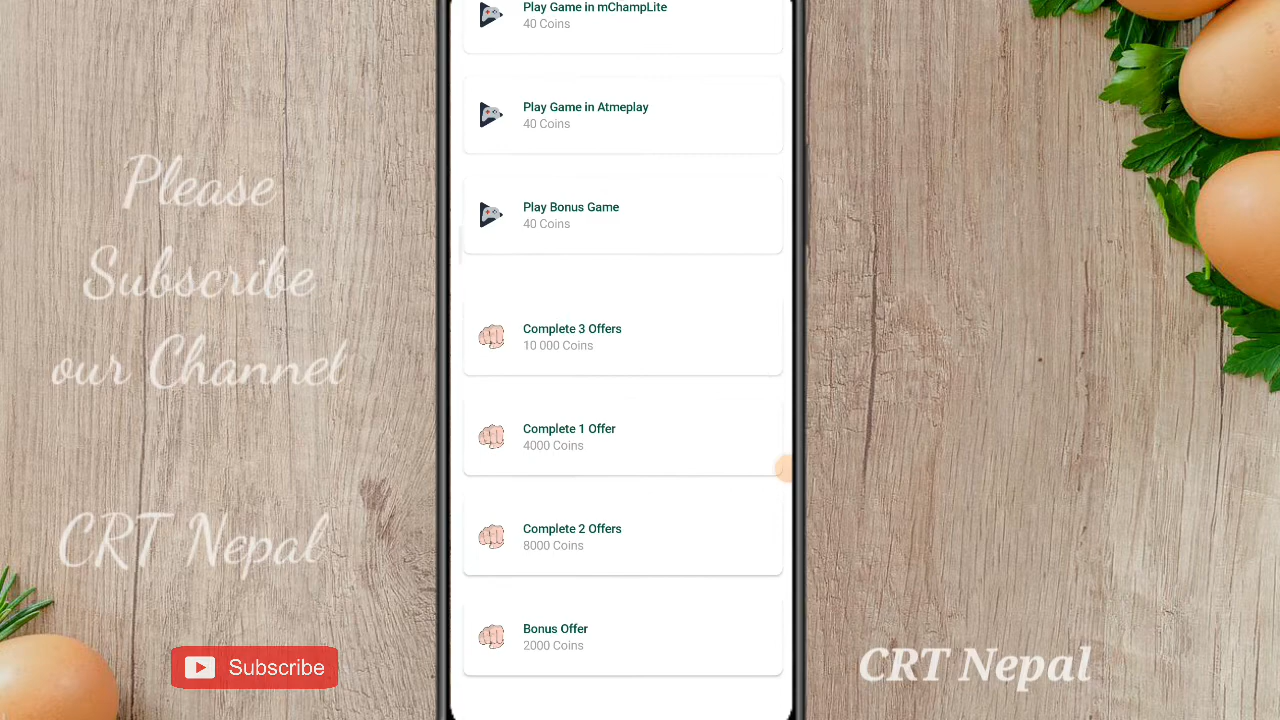 Play Game in mChampLite
40 Coins
Play Game in Atmeplay
40 Coins
Play Bonus Game
40 Coins
Complete 3 Offers
10 000 Coins
Complete 1 Offer
4000 Coins
Complete 2 Offers
8000 Coins
Bonus Offer
2000 Coins
Please
Subscribe
our Channel
CRT Nepal
Subscribe
CRT Nepal